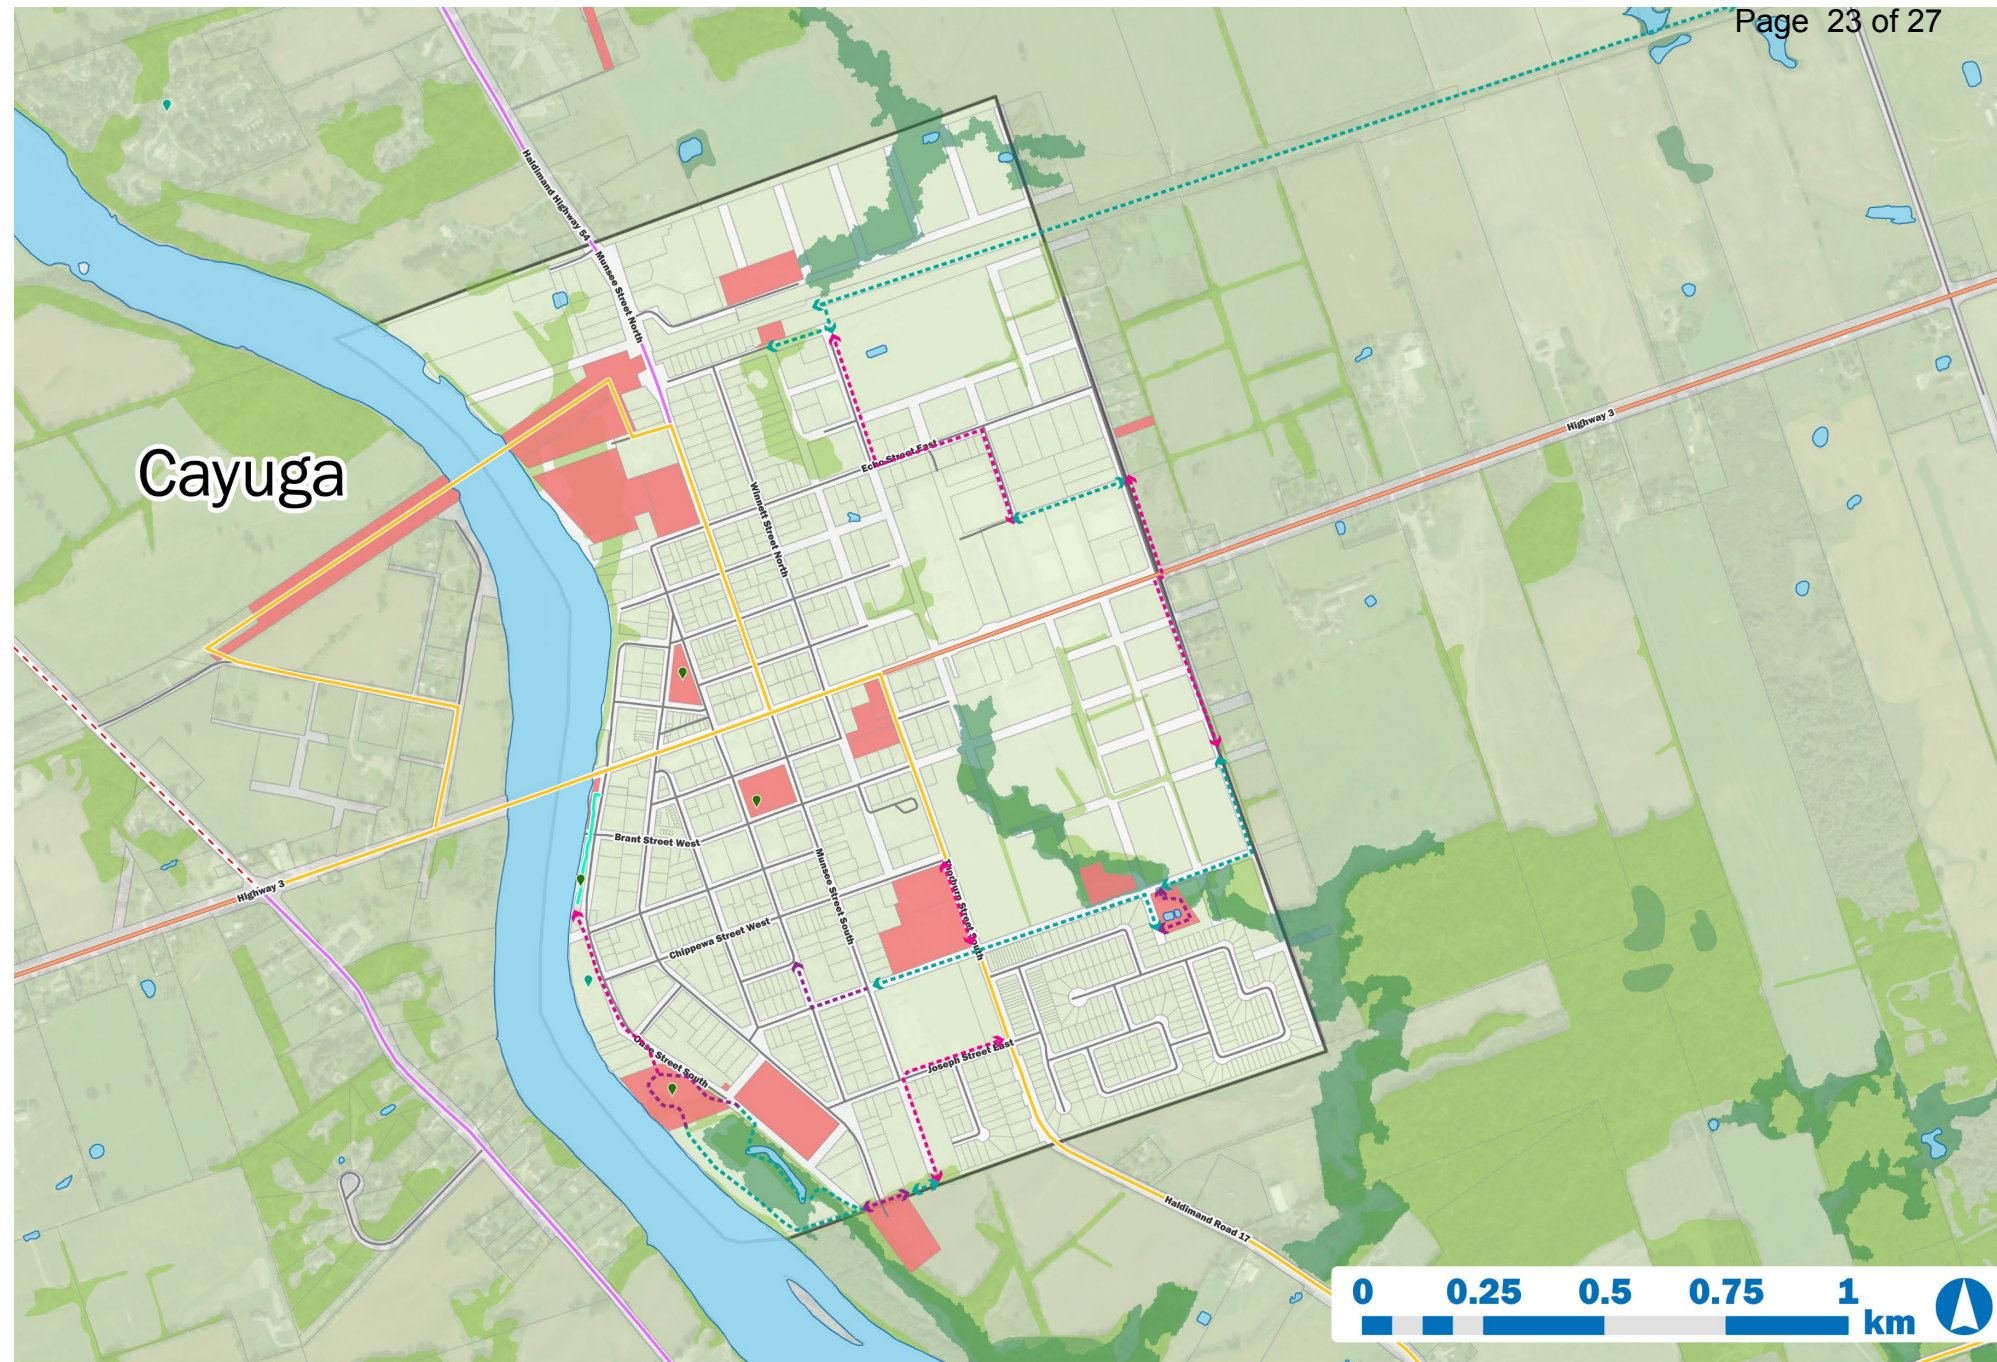 Page 23 of 27
Haldimand Highway 54
Munsee Street North
Cayuga
Highway 3
Echo Street East
Winnett Street North
Brant Street West
Munsee Street South
Thorburn Street South
Highway 3
Chippewa Street West
Ouse Street South
Joseph Street East
Haldimand Road 17
0 0.25 0.5 0.75 1
km